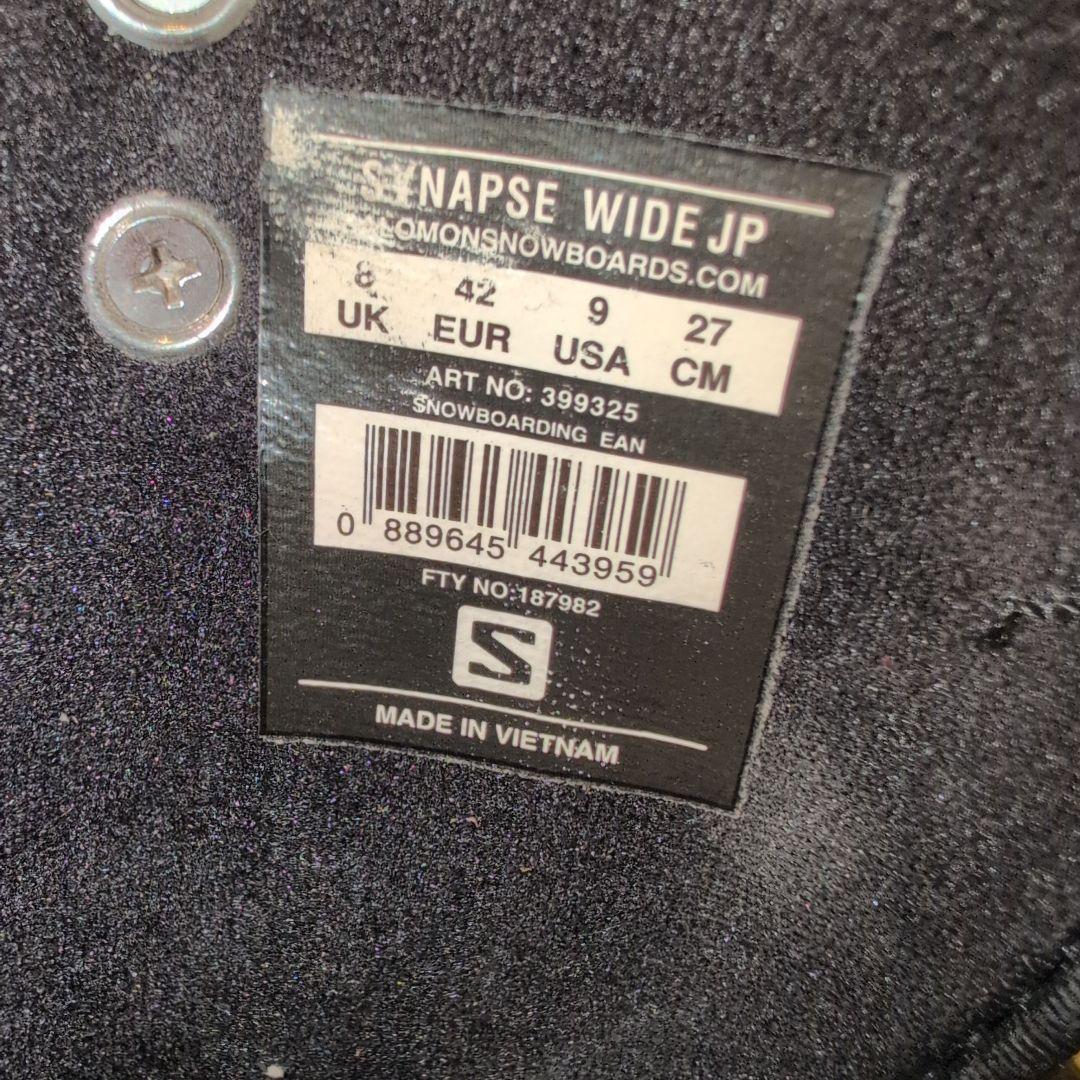 SYNAPSE WIDE JP
OMONSNOWBOARDS.COM
8 42 9 27
UK EUR USA CM
ART NO: 399325
SNOWBOARDING EAN
0 889645 443959
FTY NO:187982
S
MADE IN VIETNAM